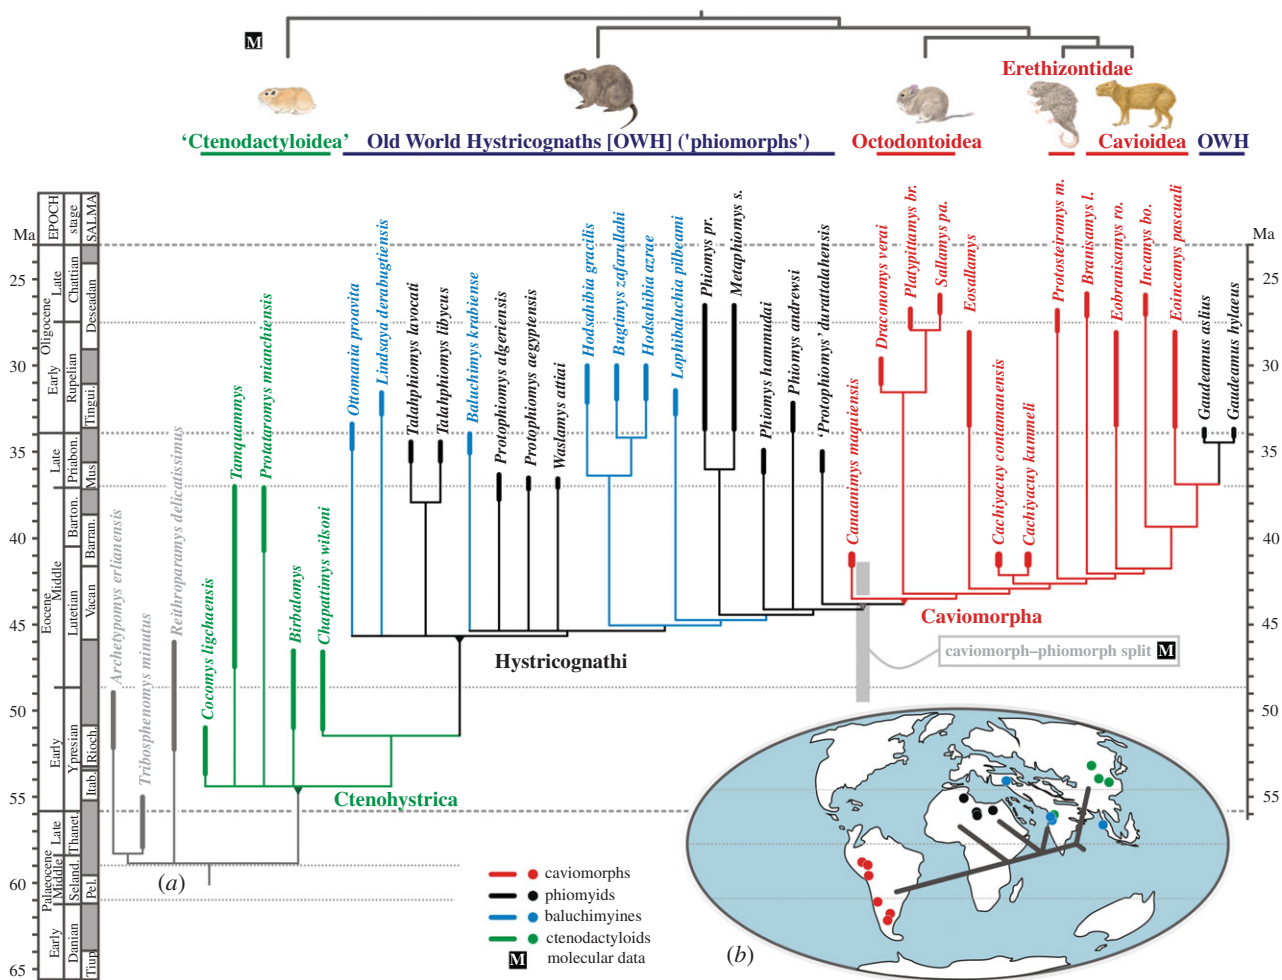 M
Erethizontidae
'Ctenodactyloidea'
Old World Hystricognaths [OWH] ('phiomorphs')
Octodontoidea
Cavioidea
OWH
Ma
EPOCH
stage
SALMA
Ma
25
30
35
40
45
50
55
60
65
25
30
35
40
45
50
55
Oligocene
Late
Early
Eocene
Late
Middle
Early
Palaeocene
Late
Middle
Early
Chattian
Rupelian
Priabon.
Barton.
Lutetian
Ypresian
Thanet.
Seland.
Danian
Deseadan
Tingui.
Mus
Barran.
Vacan
Rioch.
Itab.
Pel.
Tiup
Archetypomys erlianensis
Tribosphenomys minutus
Reithroparamys delicatissimus
Cocomys ligchaensis
Tamquammys
Protataromys mianchiensis
Birbalomys
Chapattimys wilsoni
Ottomania proavita
Lindsaya derabugtiensis
Talahphiomys lavocati
Talahphiomys libycus
Baluchimys krabiense
Protophiomys algeriensis
Protophiomys aegyptensis
Waslamys attiai
Hodsahibia gracilis
Bugtimys zafarullahi
Hodsahibia azrae
Lophibaluchia pilbeami
Phiomys pr.
Metaphiomys s.
Phiomys hammudai
Phiomys andrewsi
'Protophiomys' durattalahensis
Canaanimys maquiensis
Draconomys verai
Platypittamys br.
Sallamys pa.
Eosallamys
Cachiyacuy contamanensis
Cachiyacuy kummeli
Protosteiromys m.
Branisamys l.
Eobranisamys ro.
Incamys bo.
Eoincamys pascuali
Gaudeamus aslius
Gaudeamus hylaeus
Caviomorpha
Hystricognathi
caviomorph–phiomorph split M
Ctenohystrica
(a)
caviomorphs
phiomyids
baluchimyines
ctenodactyloids
M molecular data
(b)